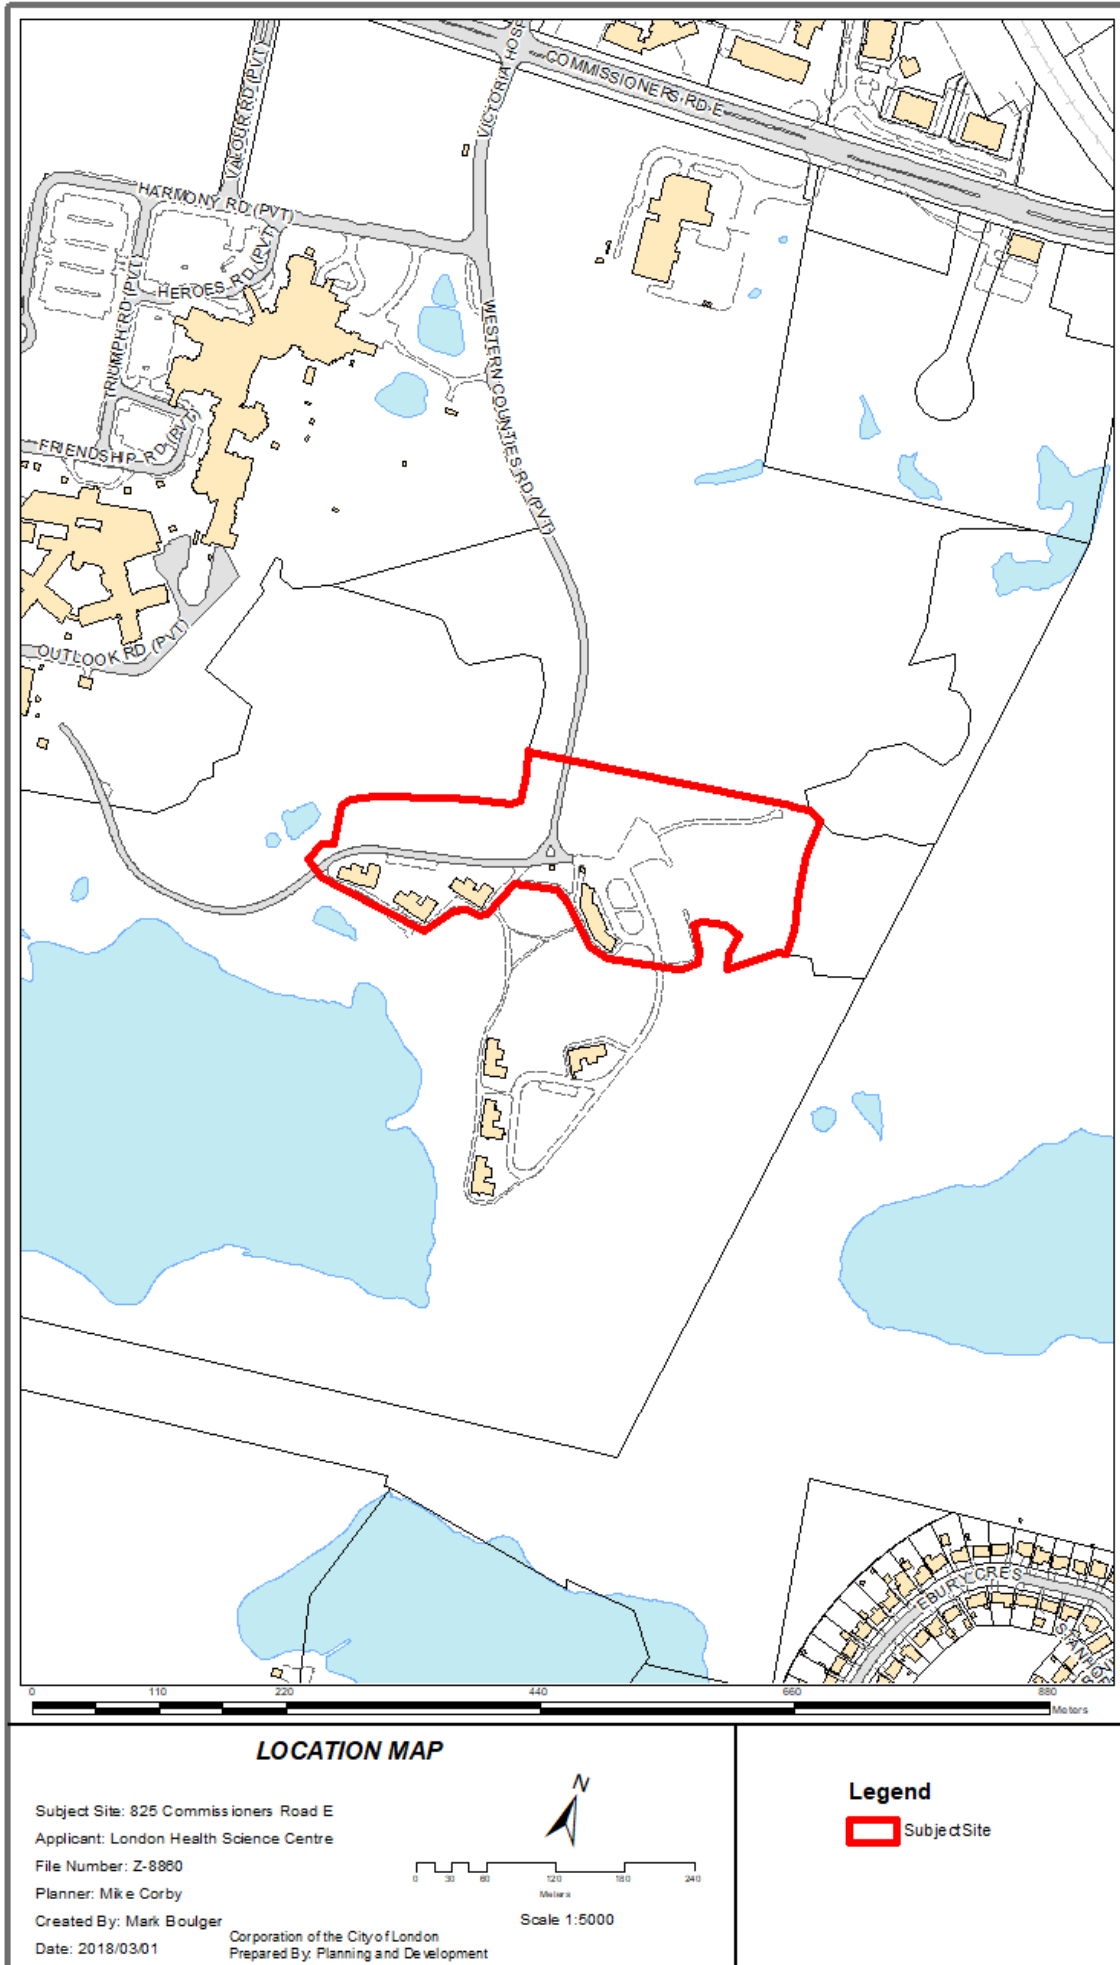 COMMISSIONERS RD E
VICTORIA HOSP
VALOUR RD (PVT)
HARMONY RD (PVT)
HEROES RD (PVT)
TRIUMPH RD (PVT)
WESTERN COUNTIES RD (PVT)
FRIENDSHIP RD (PVT)
OUTLOOK RD (PVT)
EBURY CRES
0 110 220 440 660 880
Meters
LOCATION MAP
Subject Site: 825 Commissioners Road E
Applicant: London Health Science Centre
File Number: Z-8860
Planner: Mike Corby
Created By: Mark Boulger
Date: 2018/03/01
Corporation of the City of London
Prepared By: Planning and Development
N
0 30 60 120 180 240
Meters
Scale 1:5000
Legend
Subject Site